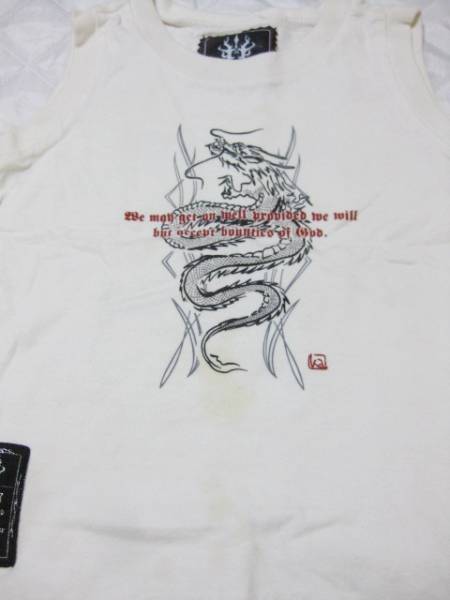 We may get on well provided we will
but accept bounties of God.